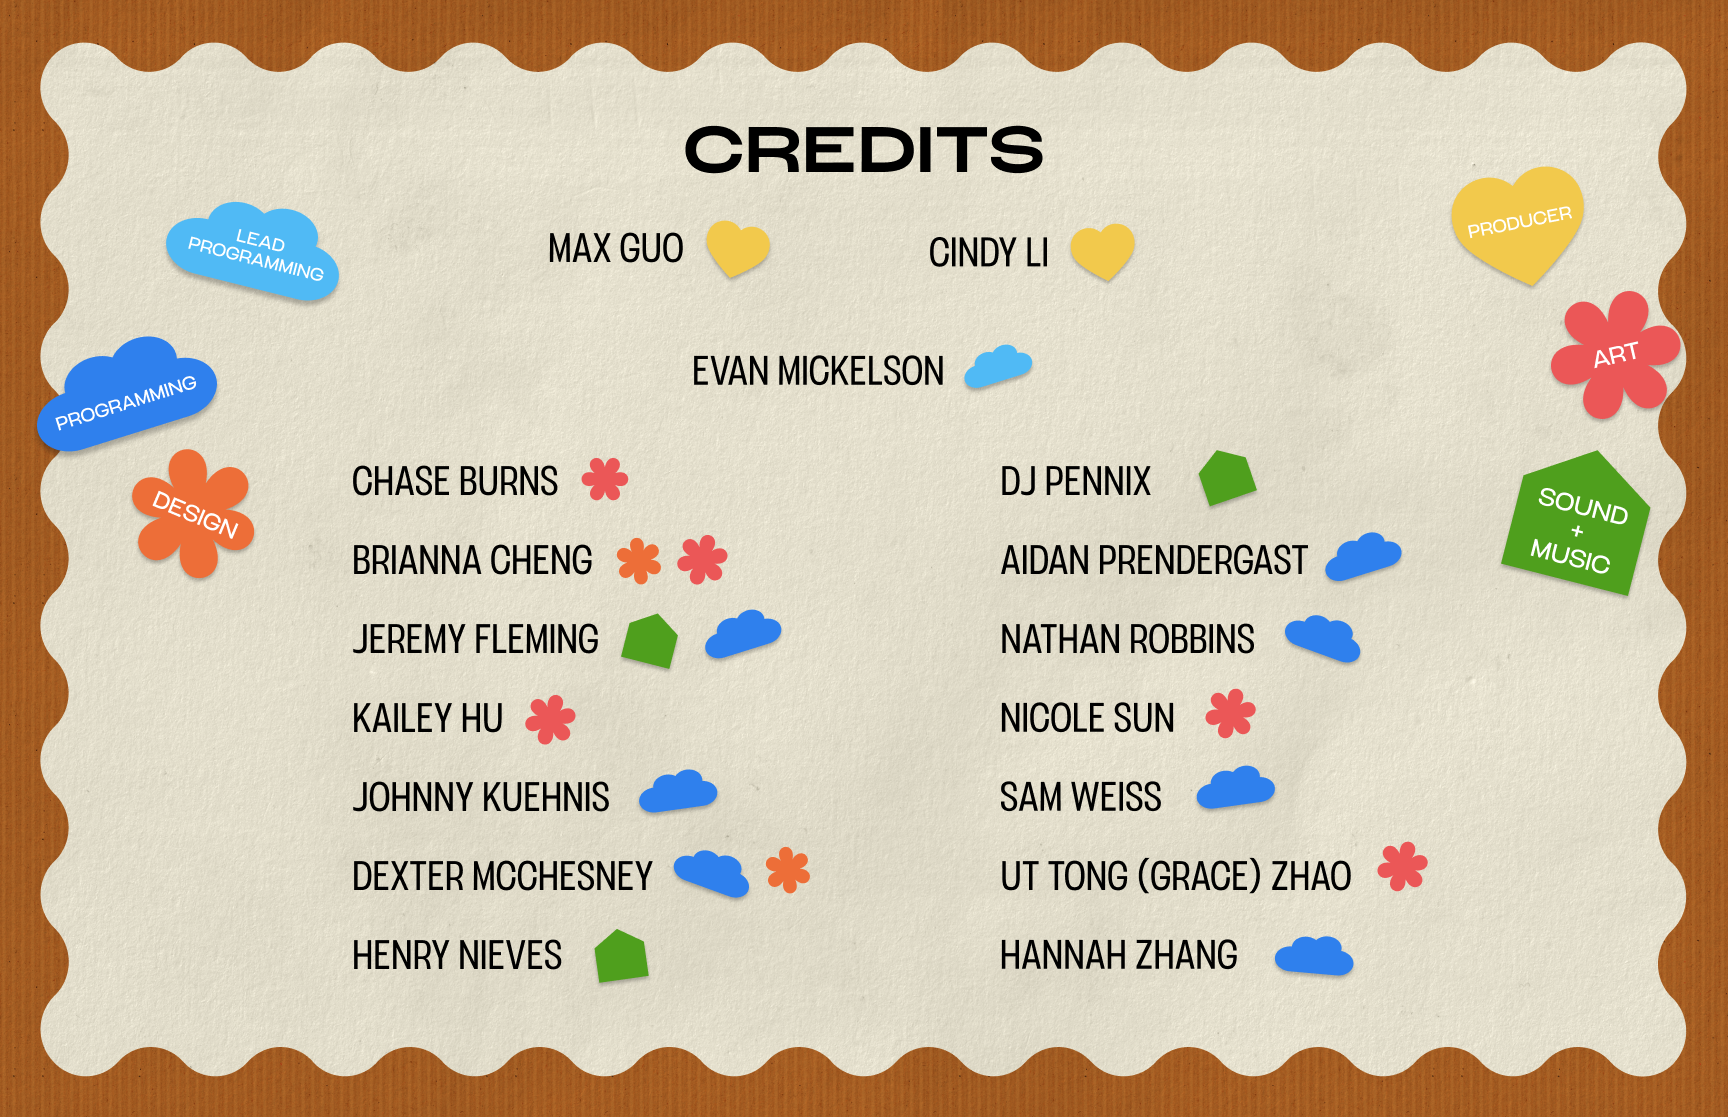 CREDITS
LEAD
PROGRAMMING
MAX GUO
CINDY LI
PRODUCER
EVAN MICKELSON
ART
PROGRAMMING
DESIGN
CHASE BURNS
DJ PENNIX
SOUND
+
MUSIC
BRIANNA CHENG
AIDAN PRENDERGAST
JEREMY FLEMING
NATHAN ROBBINS
KAILEY HU
NICOLE SUN
JOHNNY KUEHNIS
SAM WEISS
DEXTER MCCHESNEY
UT TONG (GRACE) ZHAO
HENRY NIEVES
HANNAH ZHANG